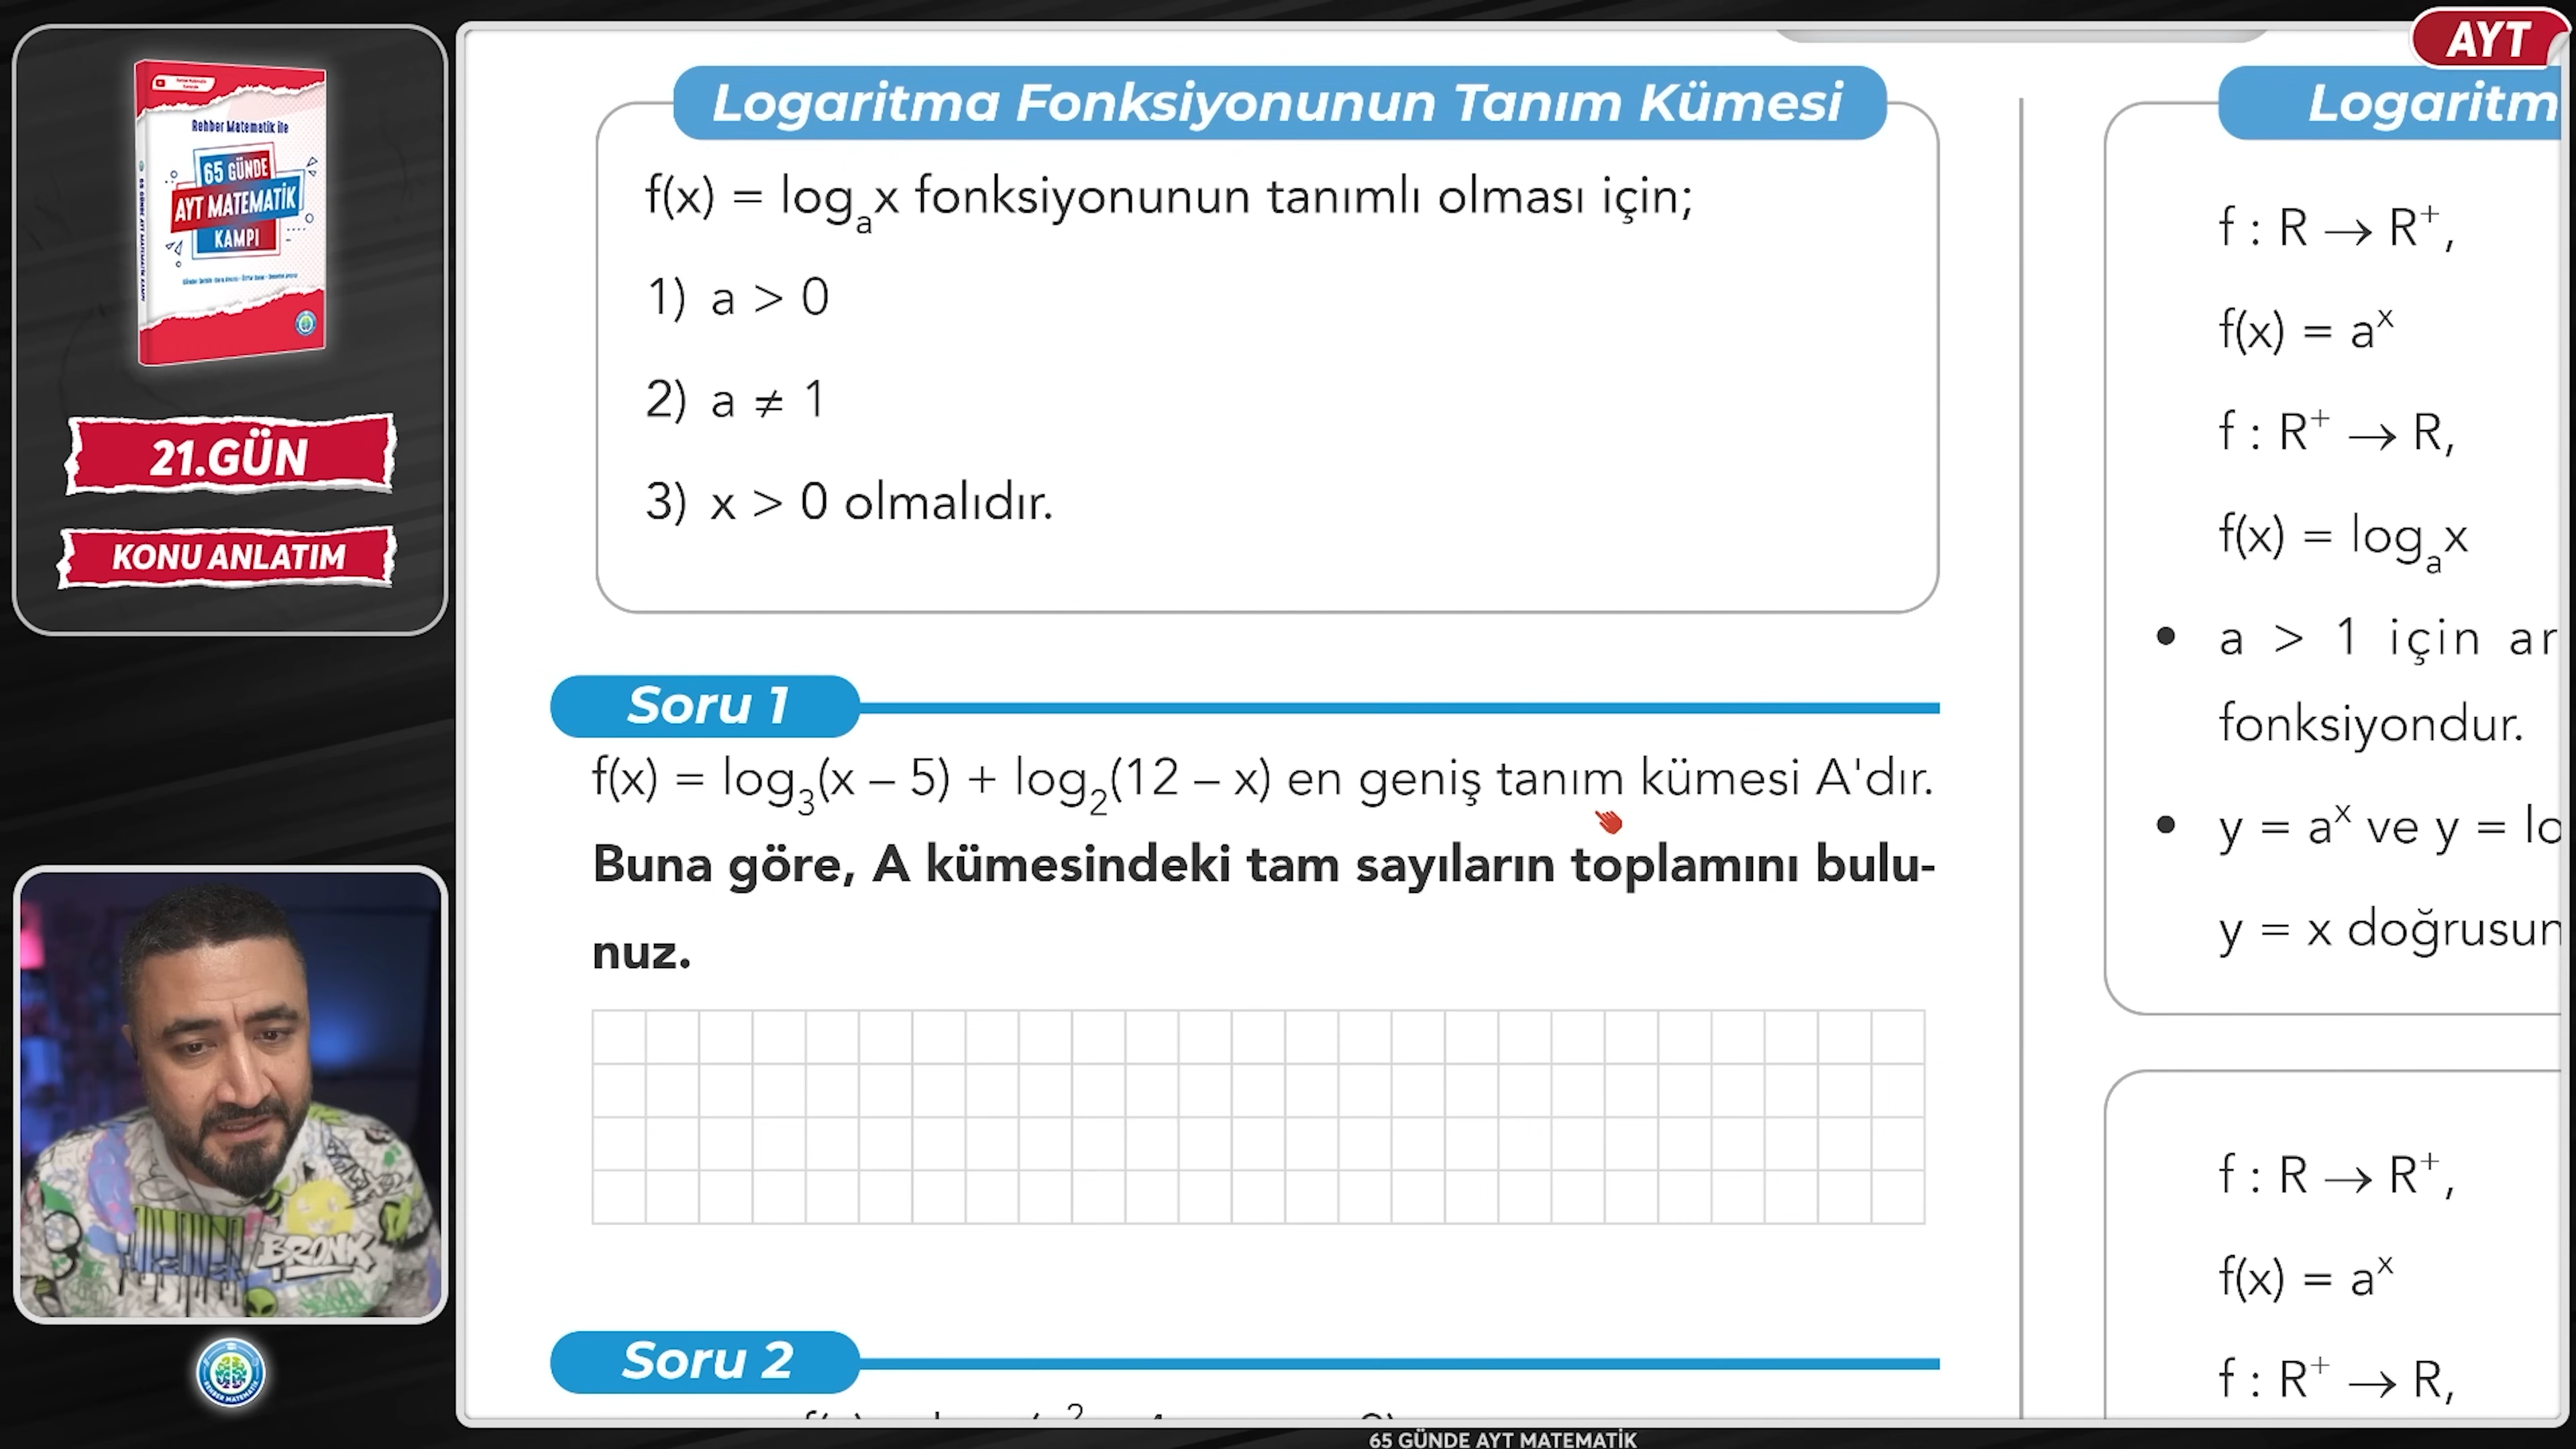 AYT
Rehber Matematik ile
65 GÜNDE
AYT MATEMATİK
KAMPI
21.GÜN
KONU ANLATIM
BRONX
REHBER MATEMATİK
Logaritma Fonksiyonunun Tanım Kümesi
f(x) = logₐx fonksiyonunun tanımlı olması için;
1) a > 0
2) a ≠ 1
3) x > 0 olmalıdır.
Soru 1
f(x) = log₃(x – 5) + log₂(12 – x) en geniş tanım kümesi A'dır.
Buna göre, A kümesindeki tam sayıların toplamını bulu-
nuz.
Soru 2
Logaritm
f : R → R⁺,
f(x) = aˣ
f : R⁺ → R,
f(x) = logₐx
• a > 1 için ar
fonksiyondur.
• y = aˣ ve y = lo
y = x doğrusun
f : R → R⁺,
f(x) = aˣ
f : R⁺ → R,
65 GÜNDE AYT MATEMATİK